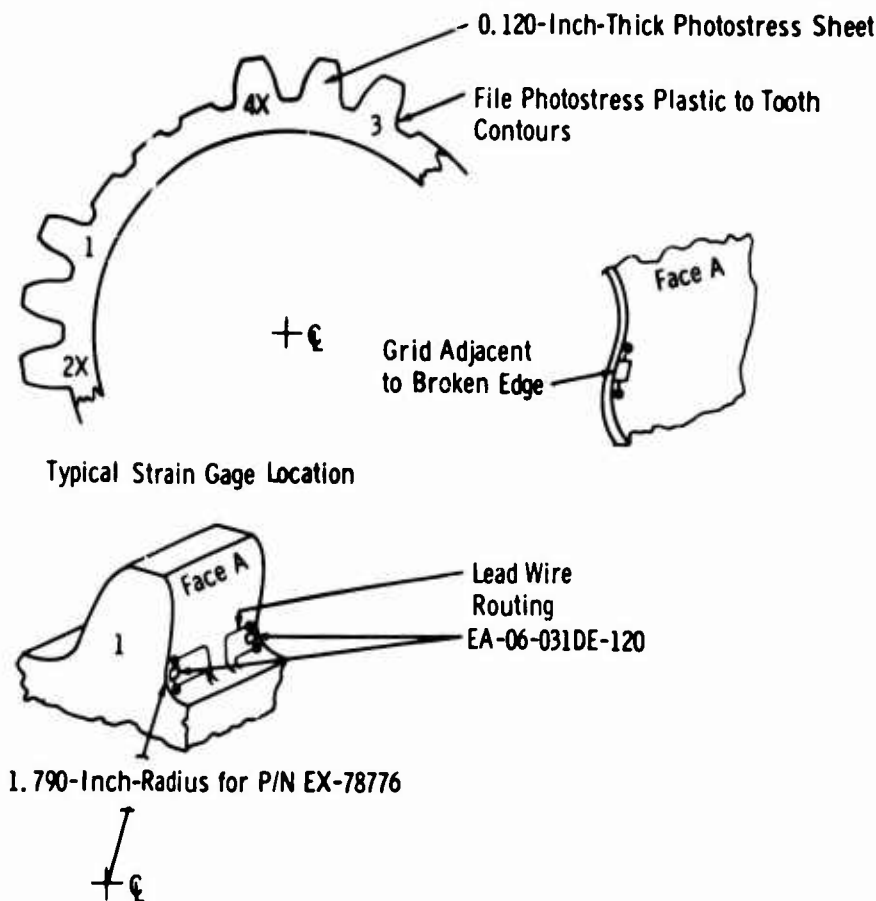 0.120-Inch-Thick Photostress Sheet
4X
File Photostress Plastic to Tooth
Contours
3
1
Face A
℄
Grid Adjacent
to Broken Edge
2X
Typical Strain Gage Location
Face A
Lead Wire
Routing
1
EA-06-031DE-120
1.790-Inch-Radius for P/N EX-78776
℄